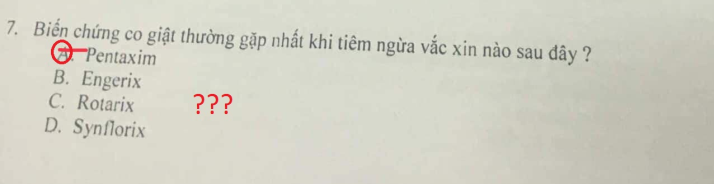 7. Biến chứng co giật thường gặp nhất khi tiêm ngừa vắc xin nào sau đây ?
A. Pentaxim
B. Engerix
C. Rotarix
???
D. Synflorix